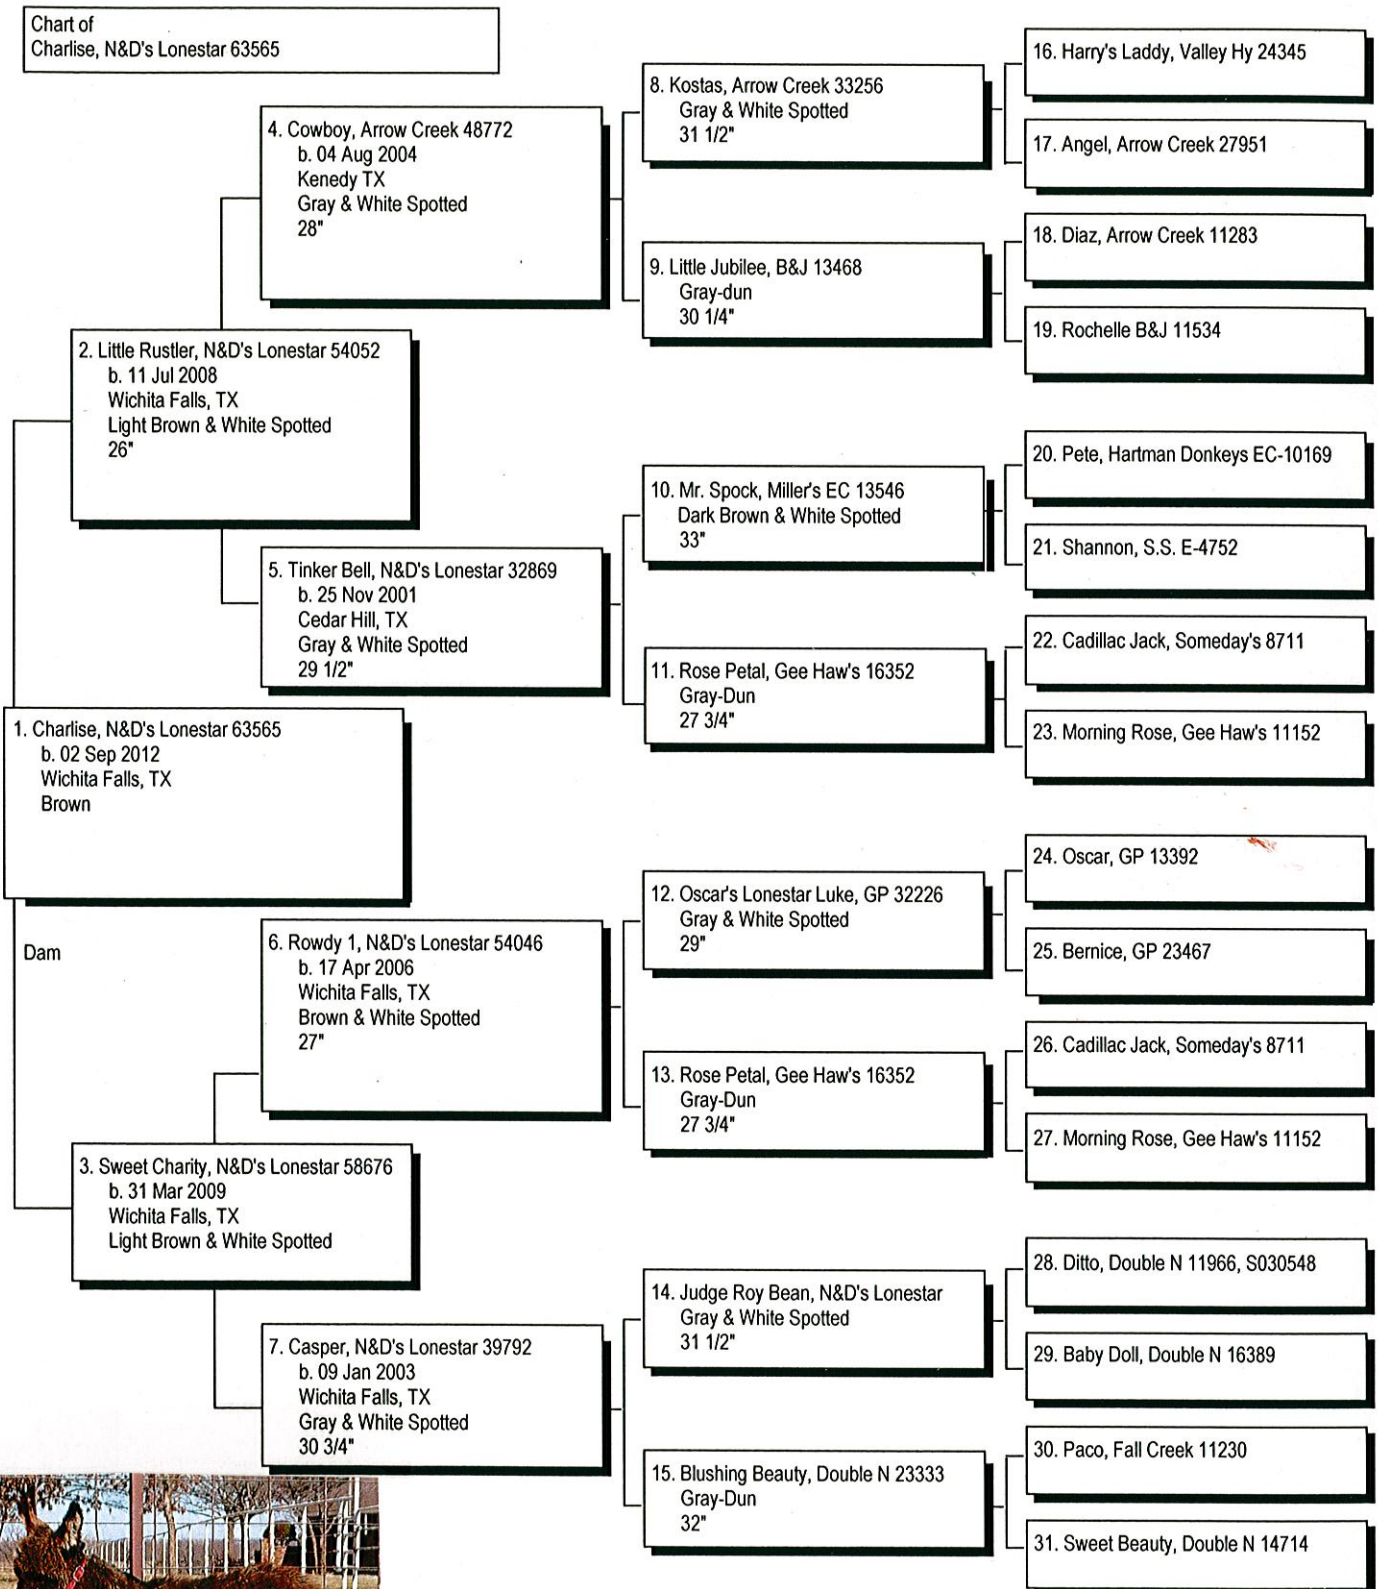 Chart of
Charlise, N&D's Lonestar 63565
1. Charlise, N&D's Lonestar 63565
b. 02 Sep 2012
Wichita Falls, TX
Brown
Dam
2. Little Rustler, N&D's Lonestar 54052
b. 11 Jul 2008
Wichita Falls, TX
Light Brown & White Spotted
26"
3. Sweet Charity, N&D's Lonestar 58676
b. 31 Mar 2009
Wichita Falls, TX
Light Brown & White Spotted
4. Cowboy, Arrow Creek 48772
b. 04 Aug 2004
Kenedy TX
Gray & White Spotted
28"
5. Tinker Bell, N&D's Lonestar 32869
b. 25 Nov 2001
Cedar Hill, TX
Gray & White Spotted
29 1/2"
6. Rowdy 1, N&D's Lonestar 54046
b. 17 Apr 2006
Wichita Falls, TX
Brown & White Spotted
27"
7. Casper, N&D's Lonestar 39792
b. 09 Jan 2003
Wichita Falls, TX
Gray & White Spotted
30 3/4"
8. Kostas, Arrow Creek 33256
Gray & White Spotted
31 1/2"
9. Little Jubilee, B&J 13468
Gray-dun
30 1/4"
10. Mr. Spock, Miller's EC 13546
Dark Brown & White Spotted
33"
11. Rose Petal, Gee Haw's 16352
Gray-Dun
27 3/4"
12. Oscar's Lonestar Luke, GP 32226
Gray & White Spotted
29"
13. Rose Petal, Gee Haw's 16352
Gray-Dun
27 3/4"
14. Judge Roy Bean, N&D's Lonestar
Gray & White Spotted
31 1/2"
15. Blushing Beauty, Double N 23333
Gray-Dun
32"
16. Harry's Laddy, Valley Hy 24345
17. Angel, Arrow Creek 27951
18. Diaz, Arrow Creek 11283
19. Rochelle B&J 11534
20. Pete, Hartman Donkeys EC-10169
21. Shannon, S.S. E-4752
22. Cadillac Jack, Someday's 8711
23. Morning Rose, Gee Haw's 11152
24. Oscar, GP 13392
25. Bernice, GP 23467
26. Cadillac Jack, Someday's 8711
27. Morning Rose, Gee Haw's 11152
28. Ditto, Double N 11966, S030548
29. Baby Doll, Double N 16389
30. Paco, Fall Creek 11230
31. Sweet Beauty, Double N 14714